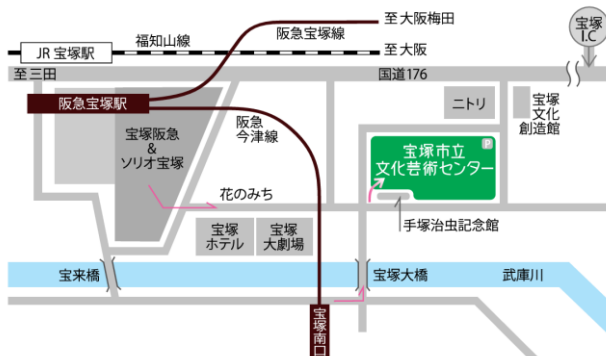 至大阪梅田
宝塚
I.C
福知山線
阪急宝塚線
JR 宝塚駅
至大阪
至三田
国道176
阪急宝塚駅
ニトリ
宝塚
文化
創造館
宝塚阪急
&
ソリオ宝塚
阪急
今津線
P
宝塚市立
文化芸術センター
花のみち
手塚治虫記念館
宝塚
ホテル
宝塚
大劇場
宝来橋
宝塚大橋
武庫川
宝塚南口